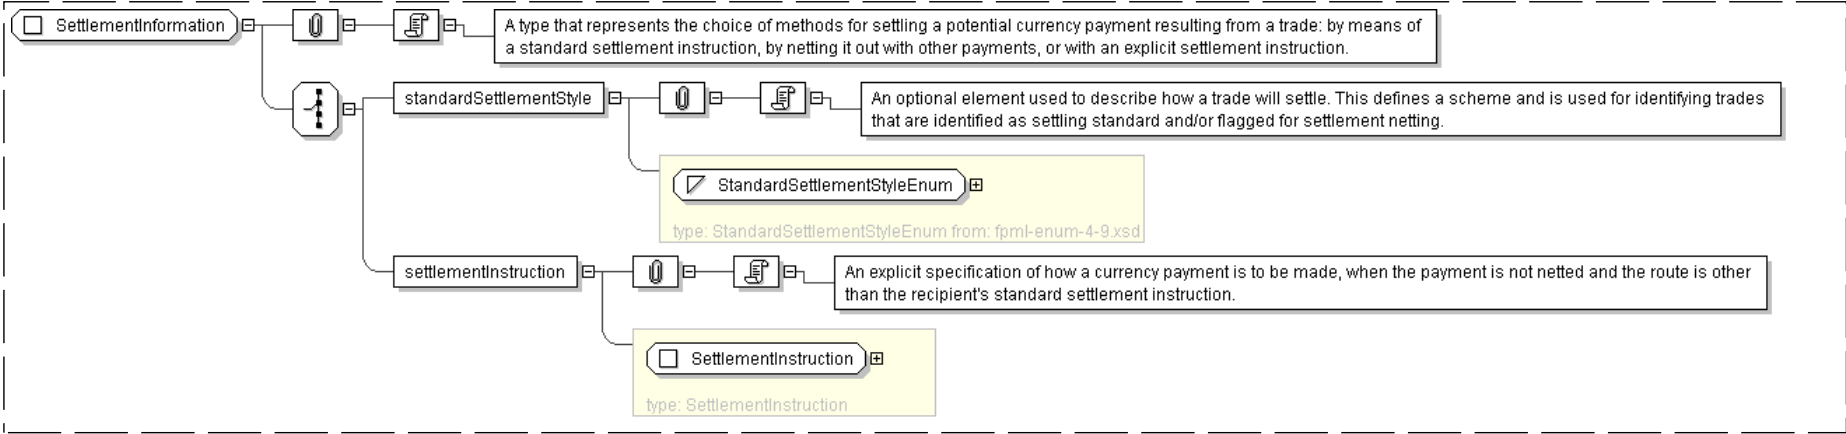 SettlementInformation
A type that represents the choice of methods for settling a potential currency payment resulting from a trade: by means of
a standard settlement instruction, by netting it out with other payments, or with an explicit settlement instruction.
standardSettlementStyle
An optional element used to describe how a trade will settle. This defines a scheme and is used for identifying trades
that are identified as settling standard and/or flagged for settlement netting.
StandardSettlementStyleEnum
type: StandardSettlementStyleEnum from: fpml-enum-4-9.xsd
settlementInstruction
An explicit specification of how a currency payment is to be made, when the payment is not netted and the route is other
than the recipient's standard settlement instruction.
SettlementInstruction
type: SettlementInstruction